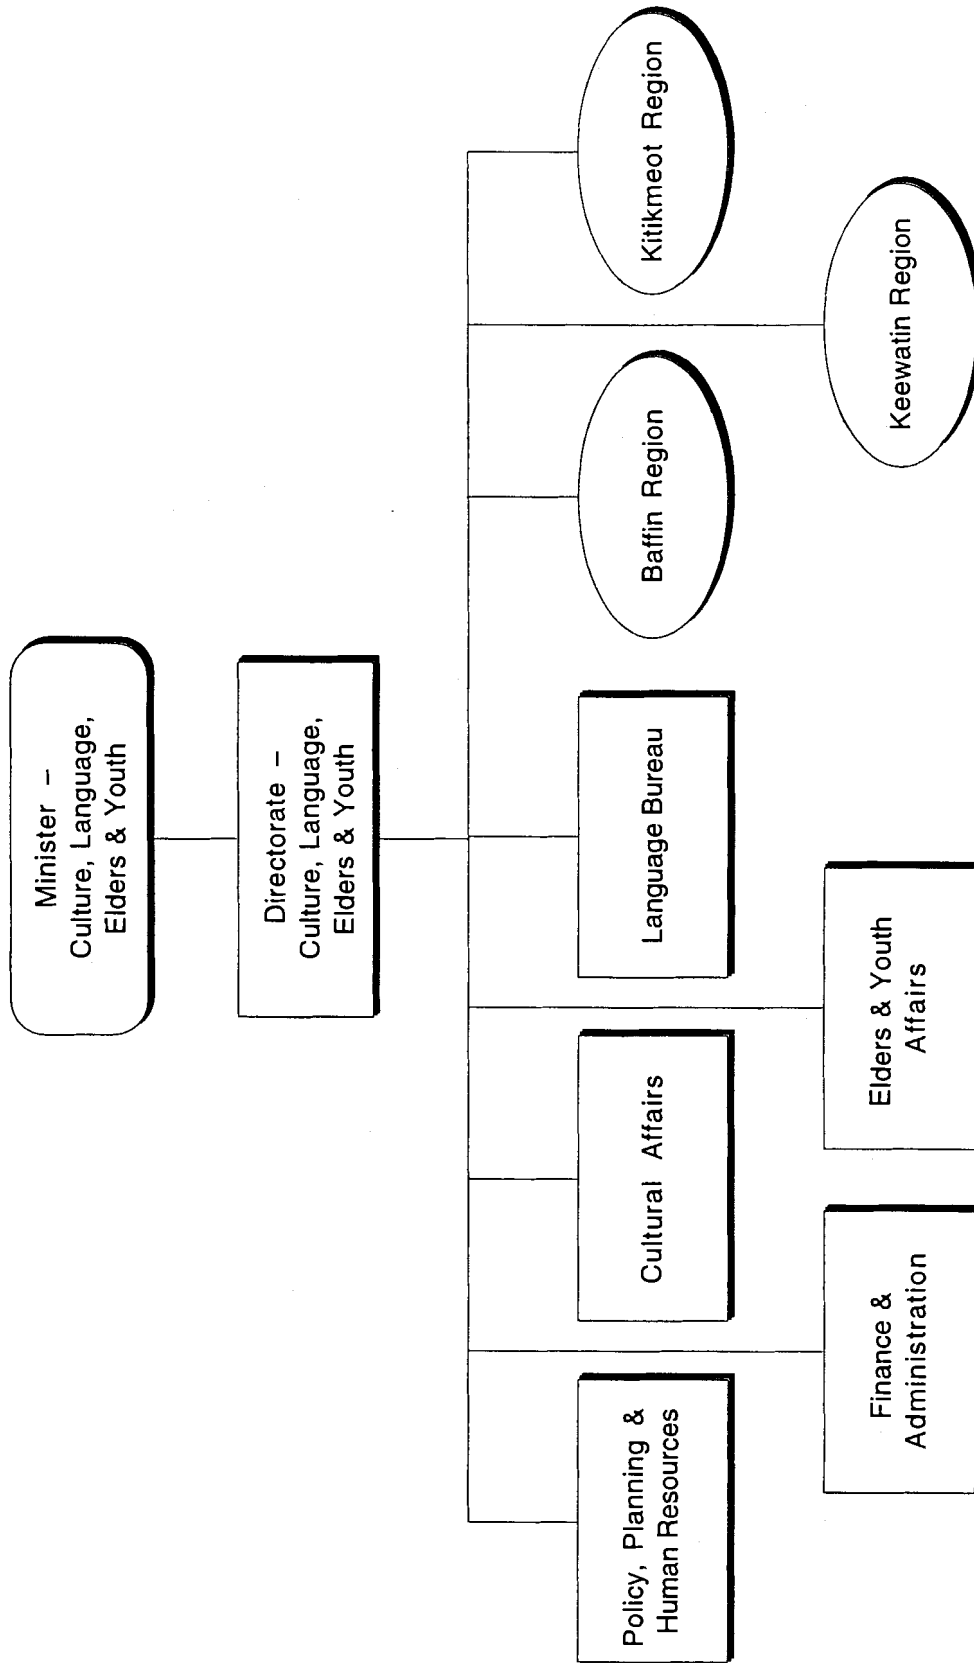 Minister –
Culture, Language,
Elders & Youth
Directorate –
Culture, Language,
Elders & Youth
Policy, Planning &
Human Resources
Cultural Affairs
Language Bureau
Baffin Region
Kitikmeot Region
Finance &
Administration
Elders & Youth
Affairs
Keewatin Region